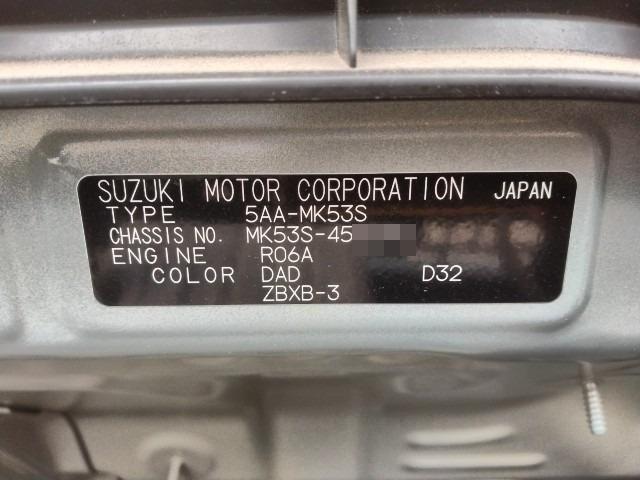 SUZUKI MOTOR CORPORATION JAPAN
TYPE 5AA-MK53S
CHASSIS NO. MK53S-45
ENGINE R06A
COLOR DAD D32
ZBXB-3